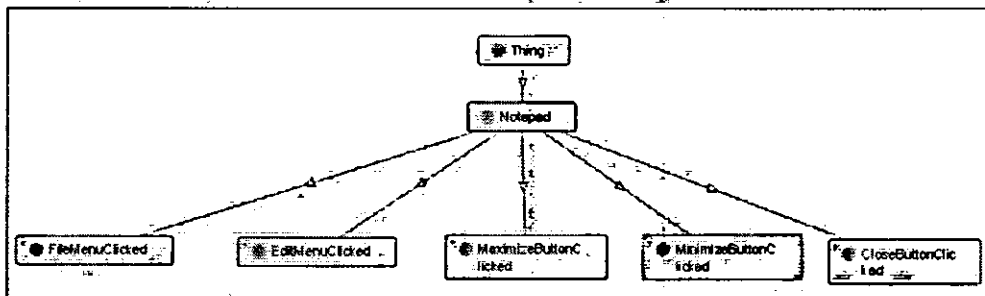 Thing
Notepad
FileMenuClicked
EditMenuClicked
MaximizeButtonC
licked
MinimizeButtonC
licked
CloseButtonClic
ked